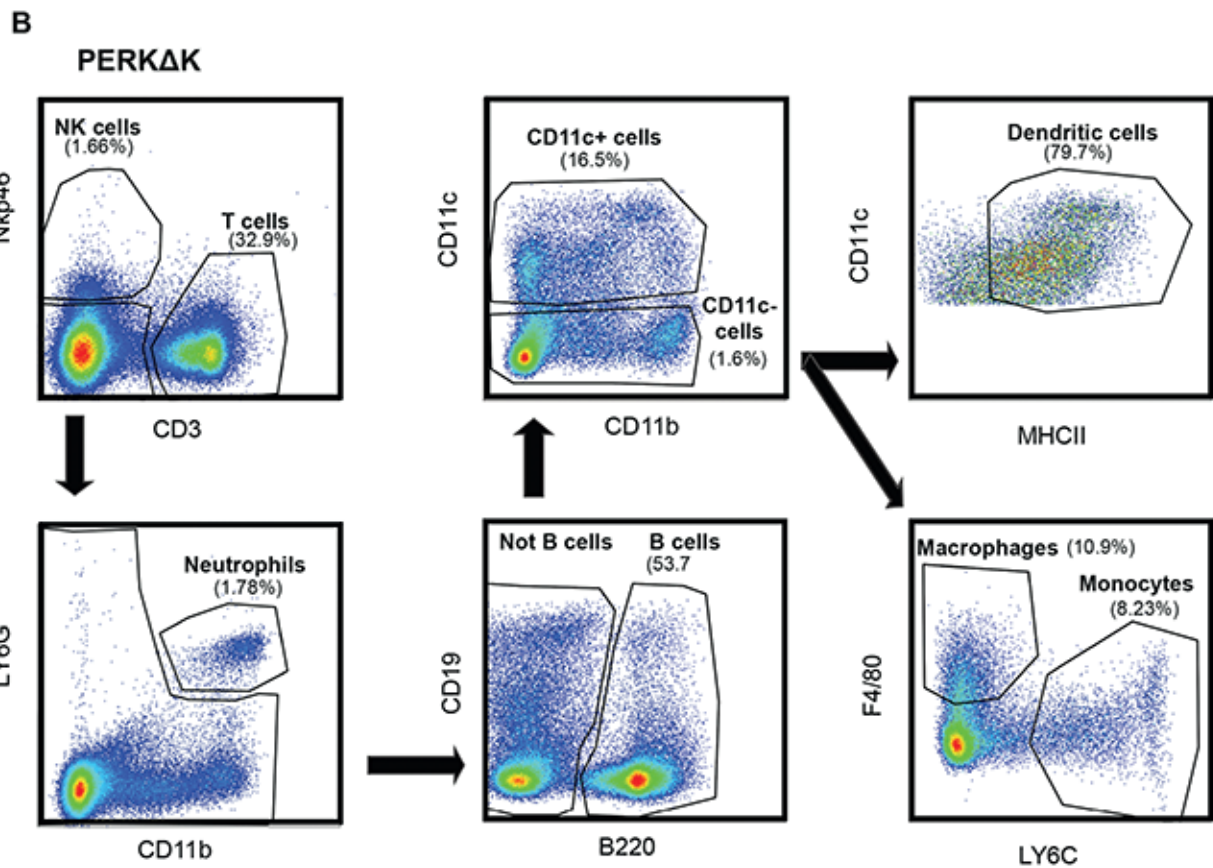 B
PERKΔK
NK cells
(1.66%)
T cells
(32.9%)
Nkp46
CD3
CD11c+ cells
(16.5%)
CD11c-
cells
(1.6%)
CD11c
CD11b
Dendritic cells
(79.7%)
CD11c
MHCII
Neutrophils
(1.78%)
LY6G
CD11b
Not B cells
B cells
(53.7
CD19
B220
Macrophages (10.9%)
Monocytes
(8.23%)
F4/80
LY6C